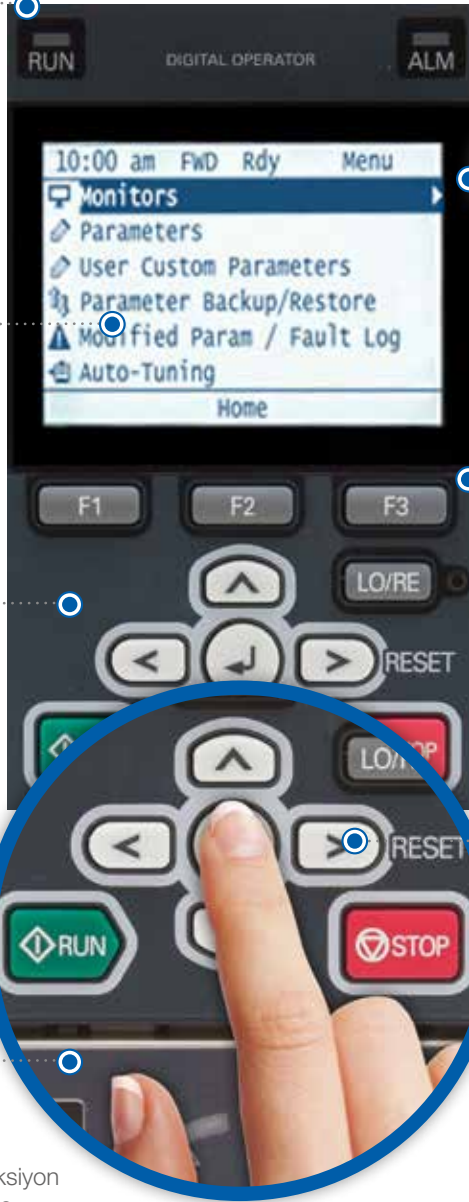 RUN DIGITAL OPERATOR ALM
10:00 am FWD Rdy Menu
Monitors
Parameters
User Custom Parameters
Parameter Backup/Restore
Modified Param / Fault Log
Auto-Tuning
Home
F1 F2 F3
LO/RE
RESET
RESET
RUN STOP
ksiyon